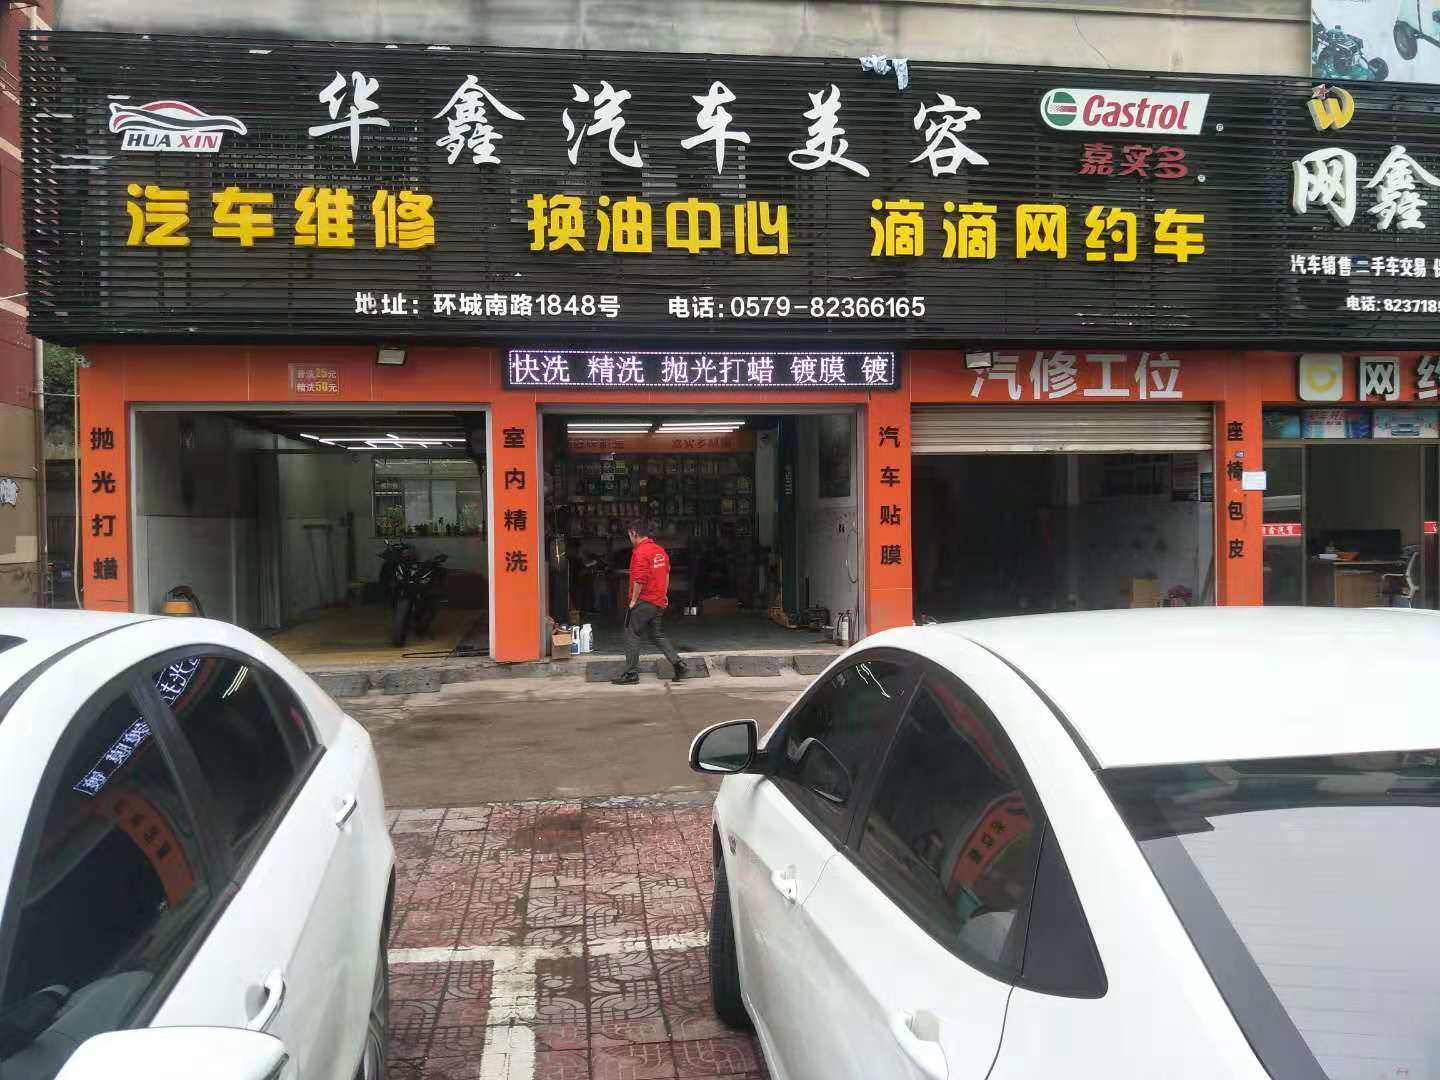 华鑫汽车美容
HUA XIN
Castrol
嘉实多
汽车维修 换油中心 滴滴网约车
地址：环城南路1848号 电话：0579-82366165
网鑫
汽车销售 二手车交易
电话：823718
快洗 精洗 抛光打蜡 镀膜 镀
普洗25元
精洗50元
汽修工位
网约
抛光打蜡
室内精洗
汽车贴膜
座椅包皮